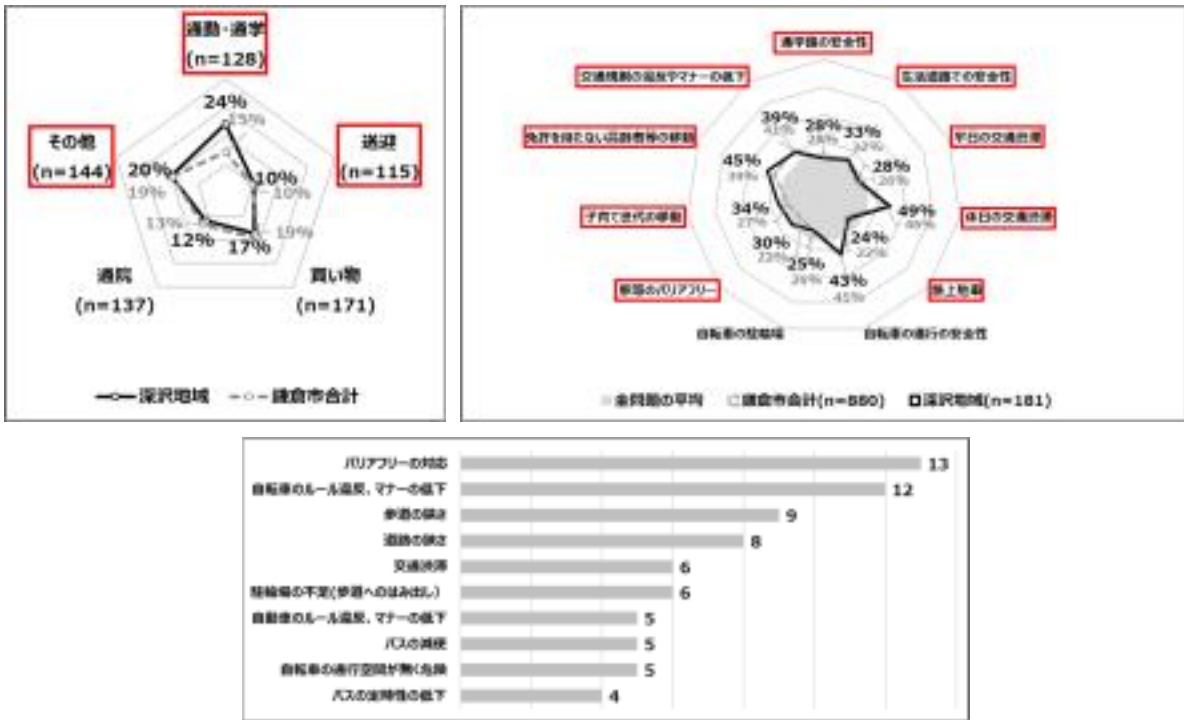 通勤・通学
(n=128)
24%
15%
その他
(n=144)
20%
19%
送迎
(n=115)
10%
10%
13%
12%
17%
19%
通院
(n=137)
買い物
(n=171)
深沢地域
鎌倉市合計
通学路の安全性
交通規則の違反やマナーの低下
生活道路での安全性
免許を持たない高齢者等の移動
平日の交通渋滞
子育て世代の移動
休日の交通渋滞
駅等のバリアフリー
路上駐車
自転車の駐輪場
自転車の通行の安全性
39%
28%
28%
33%
45%
28%
34%
27%
49%
30%
24%
22%
25%
43%
全問題の平均
鎌倉市合計(n=880)
深沢地域(n=181)
バリアフリーの対応
13
自転車のルール違反、マナーの低下
12
歩道の狭さ
9
道路の狭さ
8
交通渋滞
6
駐輪場の不足(歩道へのはみ出し)
6
自動車のルール違反、マナーの低下
5
バスの減便
5
自転車の通行空間が無く危険
5
バスの定時性の低下
4